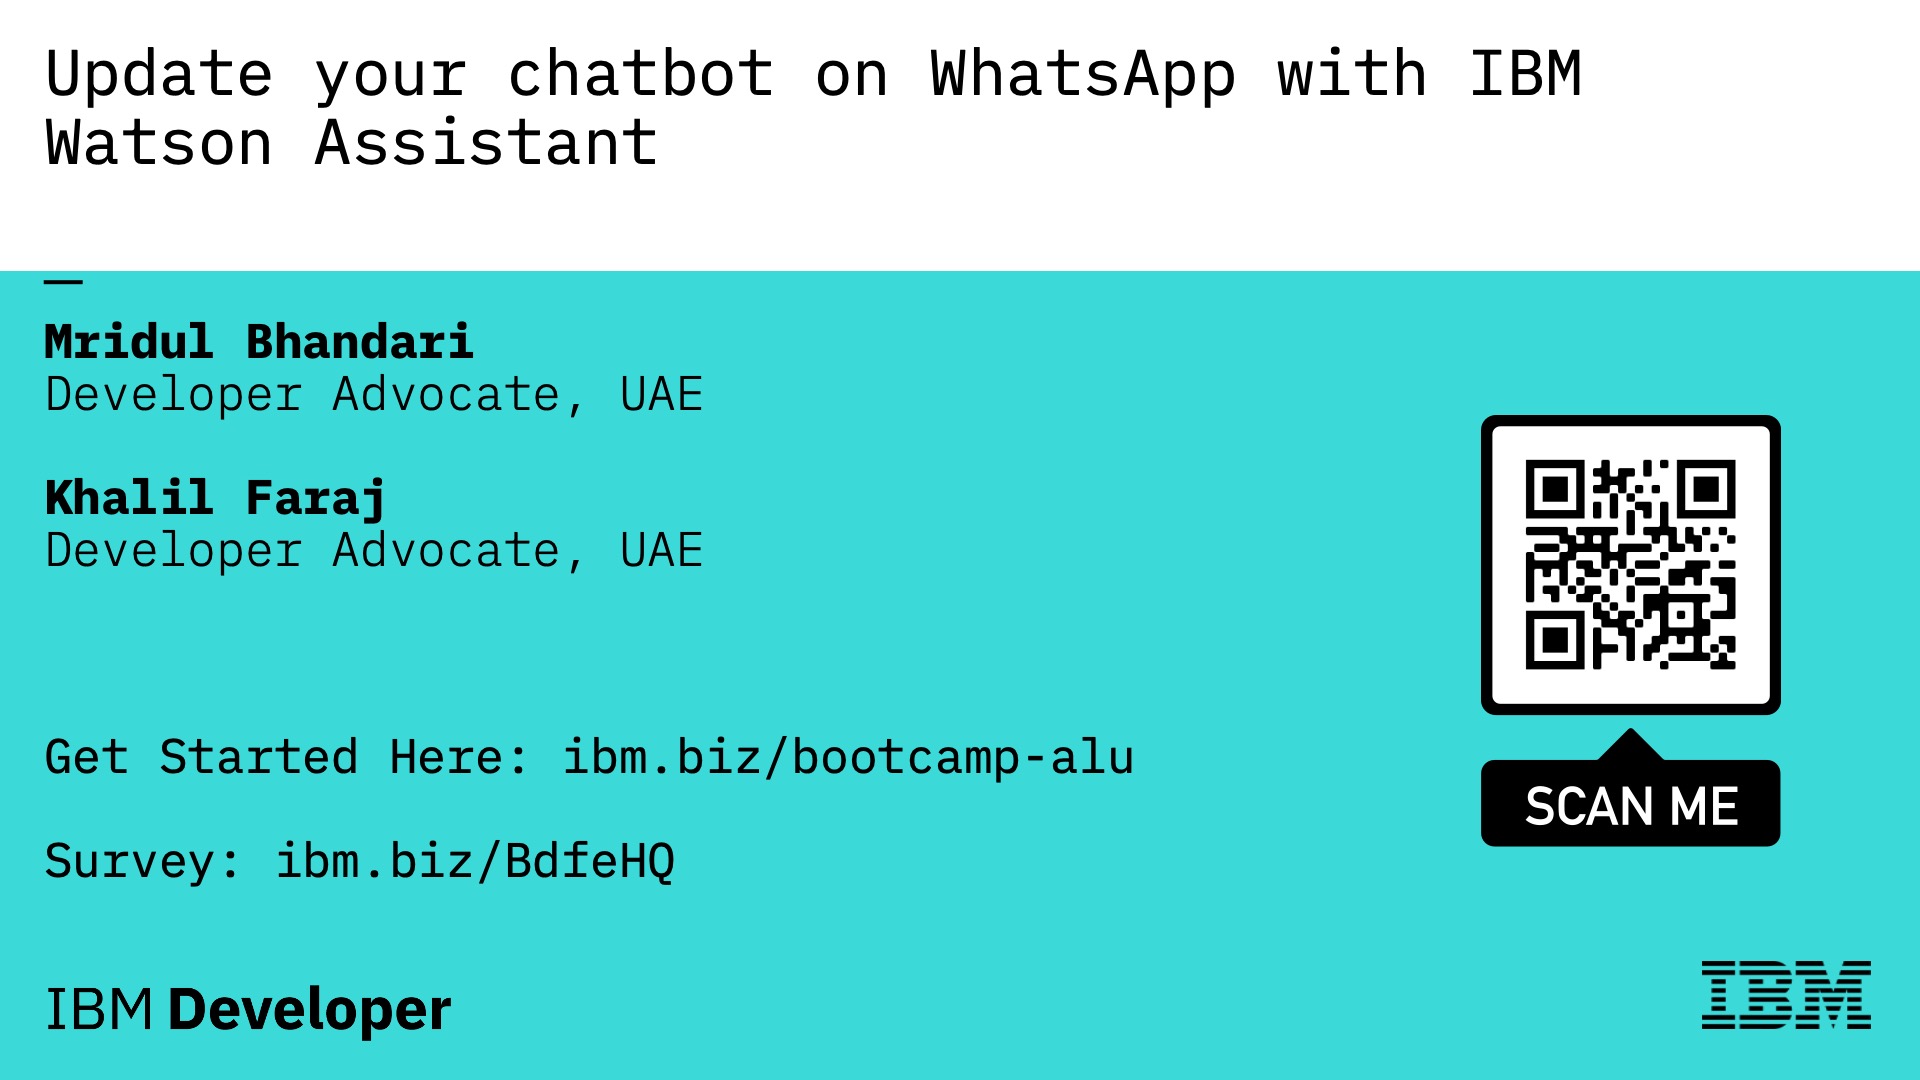 Update your chatbot on WhatsApp with IBM
Watson Assistant
—
Mridul Bhandari
Developer Advocate, UAE
Khalil Faraj
Developer Advocate, UAE
Get Started Here: ibm.biz/bootcamp-alu
Survey: ibm.biz/BdfeHQ
SCAN ME
IBM Developer
IBM